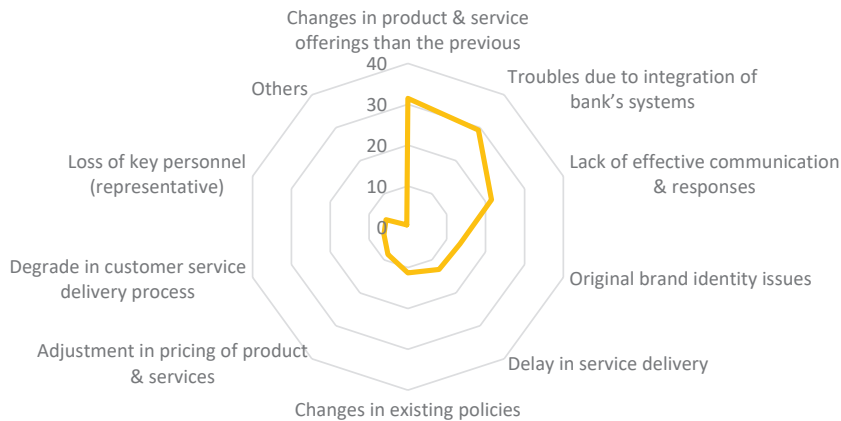 Changes in product & service
offerings than the previous
40
Troubles due to integration of
bank’s systems
Others
30
20
Loss of key personnel
(representative)
Lack of effective communication
& responses
10
0
Degrade in customer service
delivery process
Original brand identity issues
Adjustment in pricing of product
& services
Delay in service delivery
Changes in existing policies